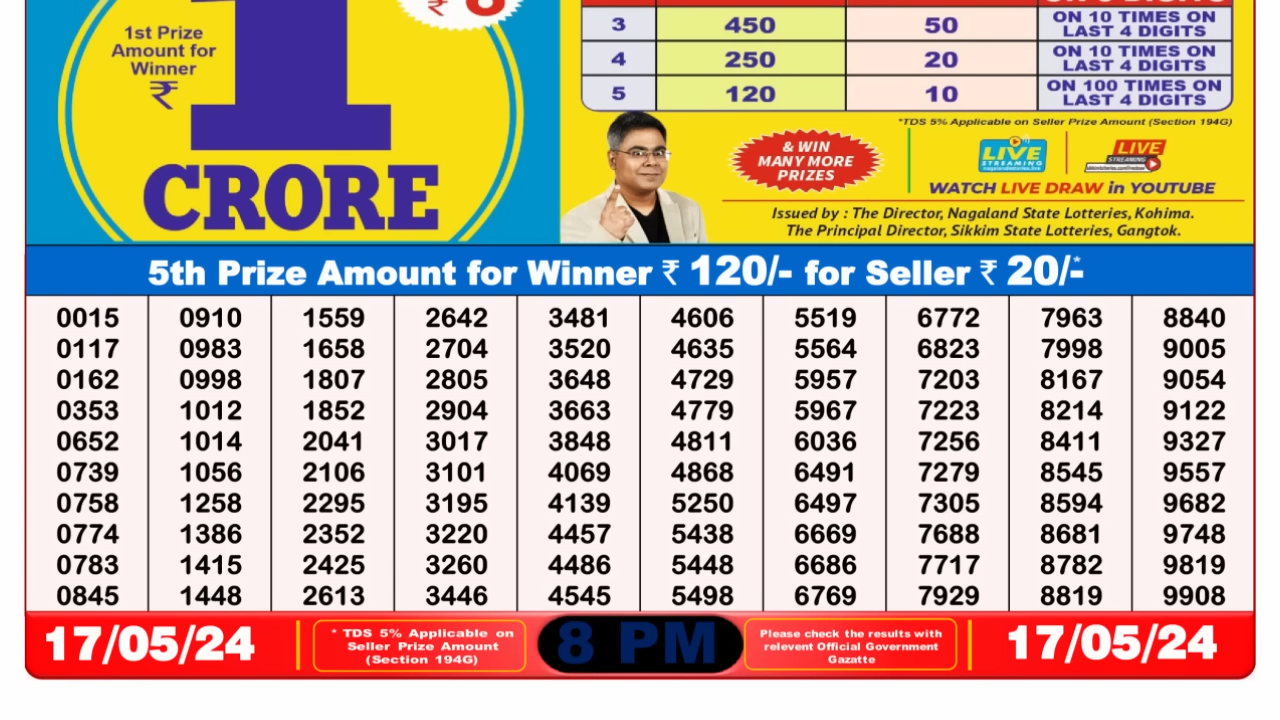 1
₹ 6
1st Prize
Amount for
Winner
₹
CRORE
3 450 50 ON 10 TIMES ON LAST 4 DIGITS
4 250 20 ON 10 TIMES ON LAST 4 DIGITS
5 120 10 ON 100 TIMES ON LAST 4 DIGITS
*TDS 5% Applicable on Seller Prize Amount (Section 194G)
& WIN
MANY MORE
PRIZES
LIVE
STREAMING
LIVE
STREAMING
WATCH LIVE DRAW in YOUTUBE
Issued by : The Director, Nagaland State Lotteries, Kohima.
The Principal Director, Sikkim State Lotteries, Gangtok.
5th Prize Amount for Winner ₹ 120/- for Seller ₹ 20/-*
0015 0910 1559 2642 3481 4606 5519 6772 7963 8840
0117 0983 1658 2704 3520 4635 5564 6823 7998 9005
0162 0998 1807 2805 3648 4729 5957 7203 8167 9054
0353 1012 1852 2904 3663 4779 5967 7223 8214 9122
0652 1014 2041 3017 3848 4811 6036 7256 8411 9327
0739 1056 2106 3101 4069 4868 6491 7279 8545 9557
0758 1258 2295 3195 4139 5250 6497 7305 8594 9682
0774 1386 2352 3220 4457 5438 6669 7688 8681 9748
0783 1415 2425 3260 4486 5448 6686 7717 8782 9819
0845 1448 2613 3446 4545 5498 6769 7929 8819 9908
17/05/24
* TDS 5% Applicable on
Seller Prize Amount
(Section 194G)
8 PM
Please check the results with
relevent Official Government
Gazatte
17/05/24